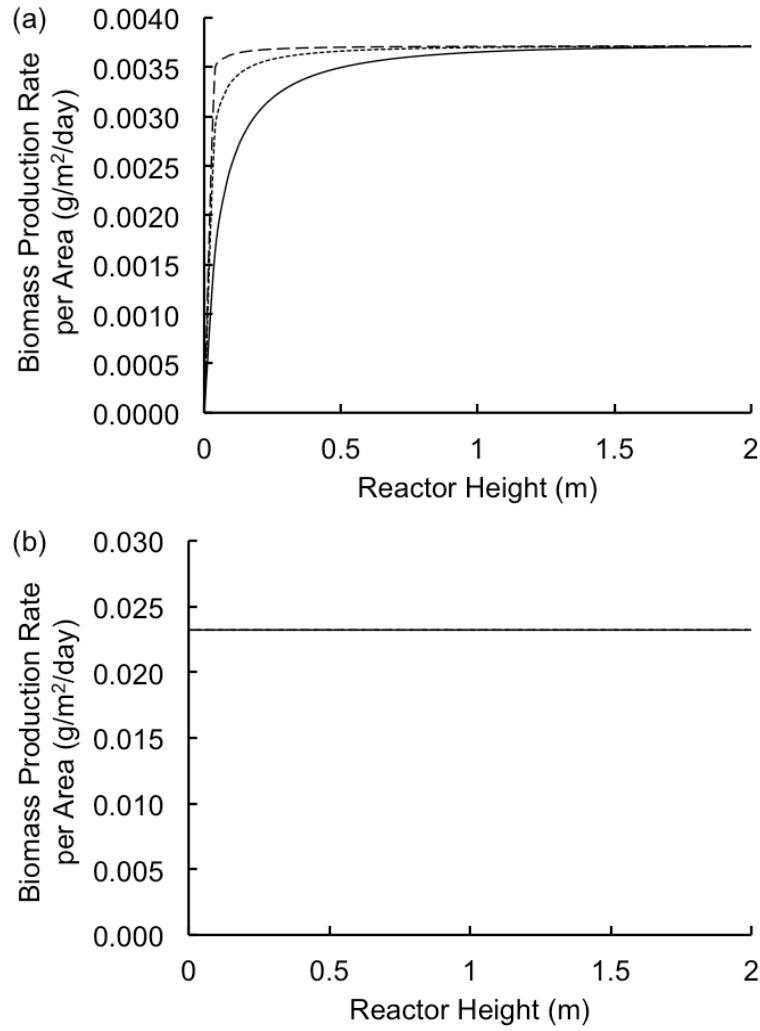 (a)
0.0040
0.0035
0.0030
0.0025
0.0020
0.0015
0.0010
0.0005
0.0000
Biomass Production Rate
per Area (g/m²/day)
0 0.5 1 1.5 2
Reactor Height (m)
(b)
0.030
0.025
0.020
0.015
0.010
0.005
0.000
Biomass Production Rate
per Area (g/m²/day)
0 0.5 1 1.5 2
Reactor Height (m)